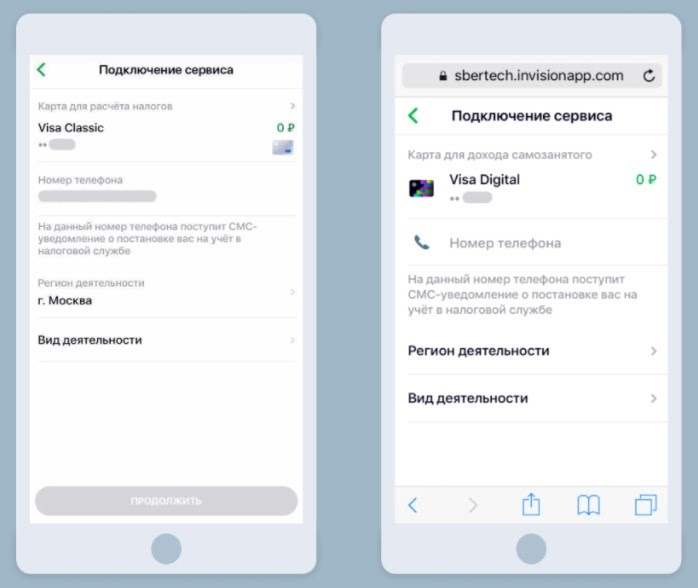 Подключение сервиса
Карта для расчёта налогов
Visa Classic
0 ₽
••
Номер телефона
На данный номер телефона поступит СМС-
уведомление о постановке вас на учёт в
налоговой службе
Регион деятельности
г. Москва
Вид деятельности
ПРОДОЛЖИТЬ
sbertech.invisionapp.com
Подключение сервиса
Карта для дохода самозанятого
Visa Digital
0 ₽
••
Номер телефона
На данный номер телефона поступит
СМС-уведомление о постановке вас на
учёт в налоговой службе
Регион деятельности
Вид деятельности